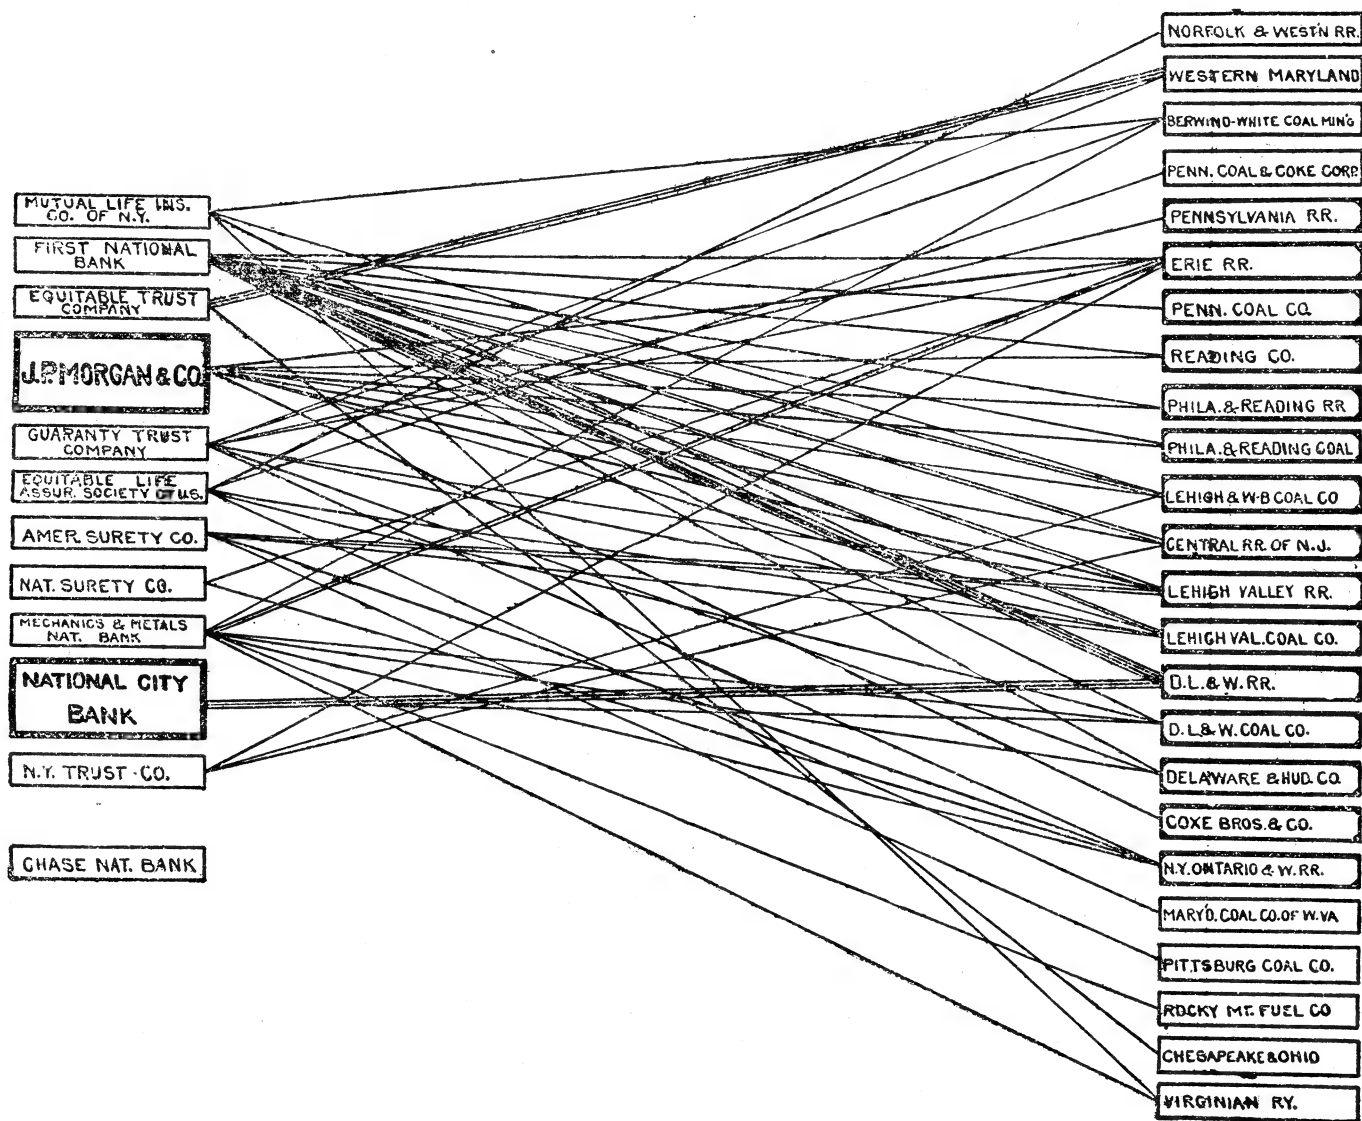 MUTUAL LIFE INS.
CO. OF N.Y.
FIRST NATIONAL
BANK
EQUITABLE TRUST
COMPANY
J.P. MORGAN & CO.
GUARANTY TRUST
COMPANY
EQUITABLE LIFE
ASSUR. SOCIETY OF U.S.
AMER. SURETY CO.
NAT. SURETY CO.
MECHANICS & METALS
NAT. BANK
NATIONAL CITY
BANK
N.Y. TRUST CO.
CHASE NAT. BANK
NORFOLK & WEST'N RR.
WESTERN MARYLAND
BERWIND-WHITE COAL MIN'G
PENN. COAL & COKE CORP.
PENNSYLVANIA RR.
ERIE RR.
PENN. COAL CO.
READING CO.
PHILA. & READING RR
PHILA. & READING COAL
LEHIGH & W-B COAL CO
CENTRAL RR. OF N.J.
LEHIGH VALLEY RR.
LEHIGH VAL. COAL CO.
D.L. & W. RR.
D.L. & W. COAL CO.
DELAWARE & HUD. CO.
COXE BROS. & CO.
N.Y. ONTARIO & W. RR.
MARY'D. COAL CO. OF W. VA
PITTSBURG COAL CO.
ROCKY MT. FUEL CO
CHESAPEAKE & OHIO
VIRGINIAN RY.